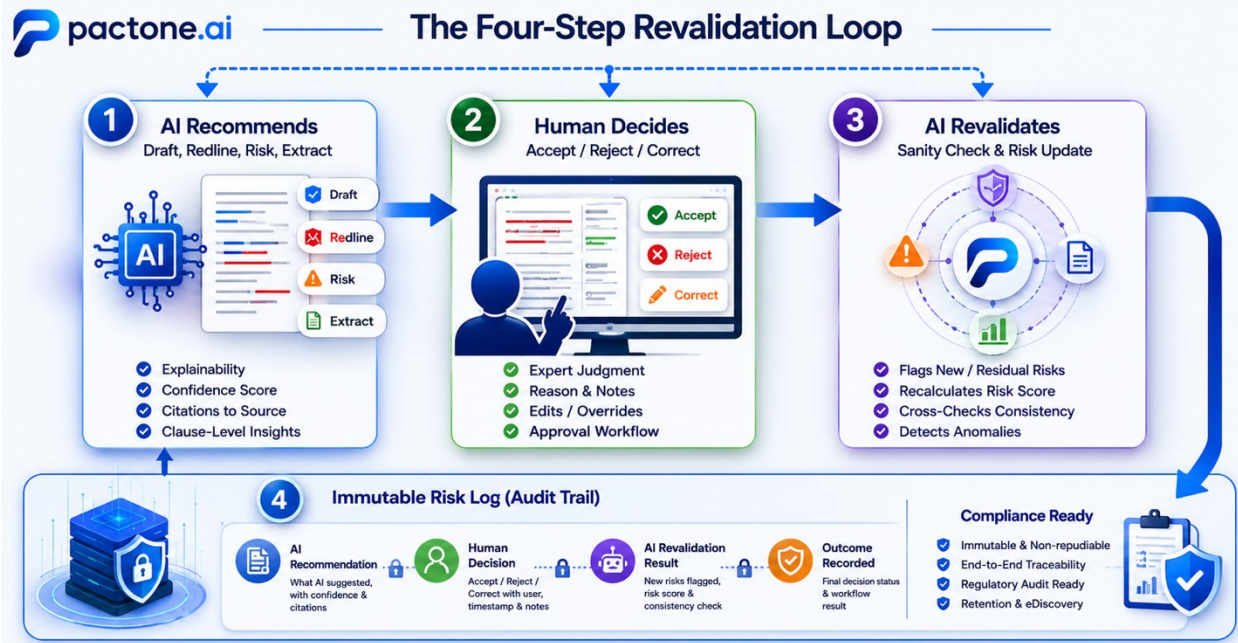 pactone.ai
The Four-Step Revalidation Loop
1
AI Recommends
Draft, Redline, Risk, Extract
AI
Draft
Redline
Risk
Extract
Explainability
Confidence Score
Citations to Source
Clause-Level Insights
2
Human Decides
Accept / Reject / Correct
Accept
Reject
Correct
Expert Judgment
Reason & Notes
Edits / Overrides
Approval Workflow
3
AI Revalidates
Sanity Check & Risk Update
Flags New / Residual Risks
Recalculates Risk Score
Cross-Checks Consistency
Detects Anomalies
4
Immutable Risk Log (Audit Trail)
AI
Recommendation
What AI suggested,
with confidence &
citations
Human
Decision
Accept / Reject /
Correct with user,
timestamp & notes
AI Revalidation
Result
New risks flagged,
risk score &
consistency check
Outcome
Recorded
Final decision status
& workflow
result
Compliance Ready
Immutable & Non-repudiable
End-to-End Traceability
Regulatory Audit Ready
Retention & eDiscovery